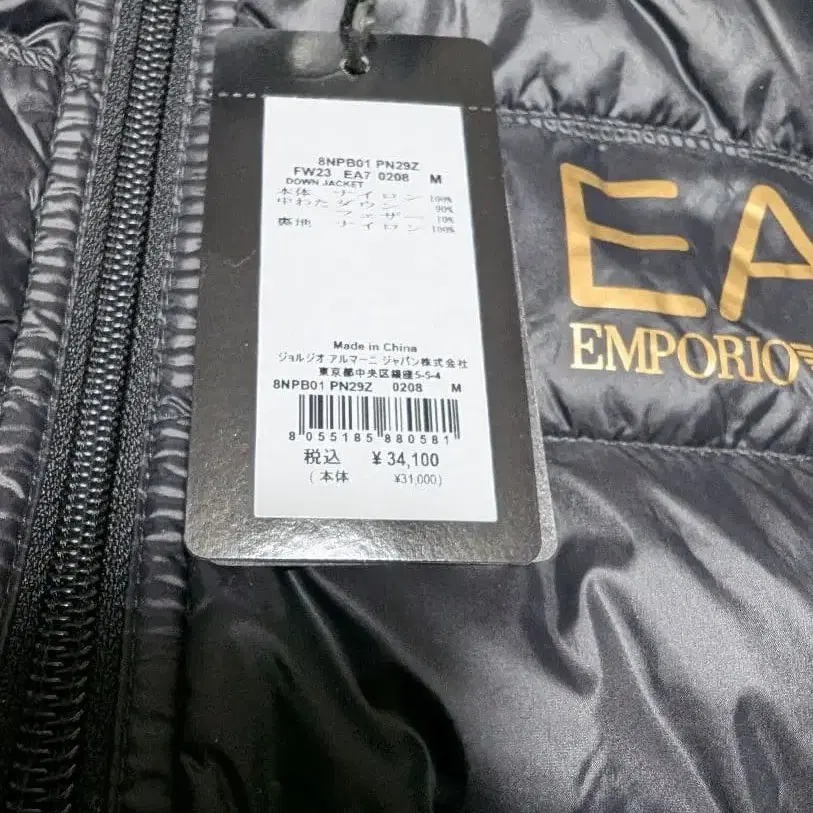 8NPB01 PN29Z
FW23 EA7 0208 M
DOWN JACKET
本体 ナイロン 100%
中わた ダウン 90%
フェザー 10%
裏地 ナイロン 100%
Made in China
ジョルジオ アルマーニ ジャパン株式会社
東京都中央区銀座5-5-4
8NPB01 PN29Z 0208 M
8 055185 880581
税込 ¥ 34,100
(本体 ¥31,000)
EA
EMPORIO